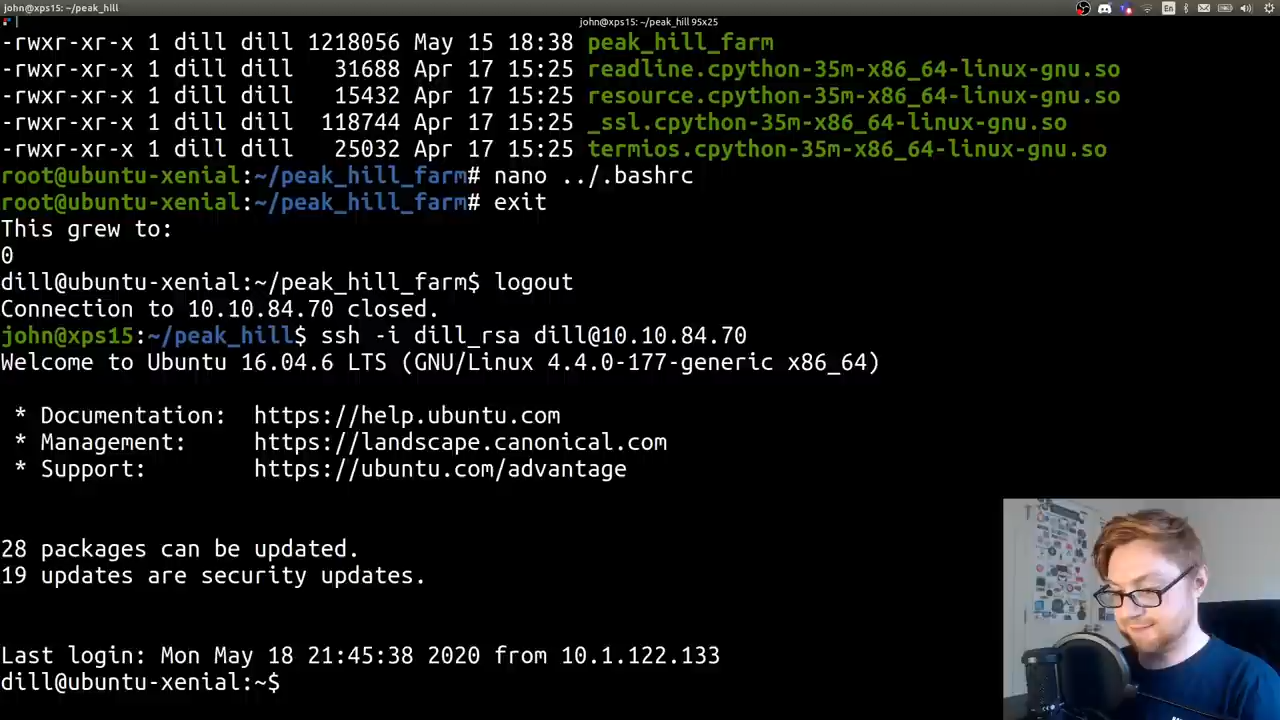 john@xps15: ~/peak_hill
En
john@xps15: ~/peak_hill 95x25
-rwxr-xr-x 1 dill dill 1218056 May 15 18:38 peak_hill_farm
-rwxr-xr-x 1 dill dill   31688 Apr 17 15:25 readline.cpython-35m-x86_64-linux-gnu.so
-rwxr-xr-x 1 dill dill   15432 Apr 17 15:25 resource.cpython-35m-x86_64-linux-gnu.so
-rwxr-xr-x 1 dill dill  118744 Apr 17 15:25 _ssl.cpython-35m-x86_64-linux-gnu.so
-rwxr-xr-x 1 dill dill   25032 Apr 17 15:25 termios.cpython-35m-x86_64-linux-gnu.so
root@ubuntu-xenial:~/peak_hill_farm# nano ../.bashrc
root@ubuntu-xenial:~/peak_hill_farm# exit
This grew to:
0
dill@ubuntu-xenial:~/peak_hill_farm$ logout
Connection to 10.10.84.70 closed.
john@xps15:~/peak_hill$ ssh -i dill_rsa dill@10.10.84.70
Welcome to Ubuntu 16.04.6 LTS (GNU/Linux 4.4.0-177-generic x86_64)
 * Documentation:  https://help.ubuntu.com
 * Management:     https://landscape.canonical.com
 * Support:        https://ubuntu.com/advantage
28 packages can be updated.
19 updates are security updates.
Last login: Mon May 18 21:45:38 2020 from 10.1.122.133
dill@ubuntu-xenial:~$